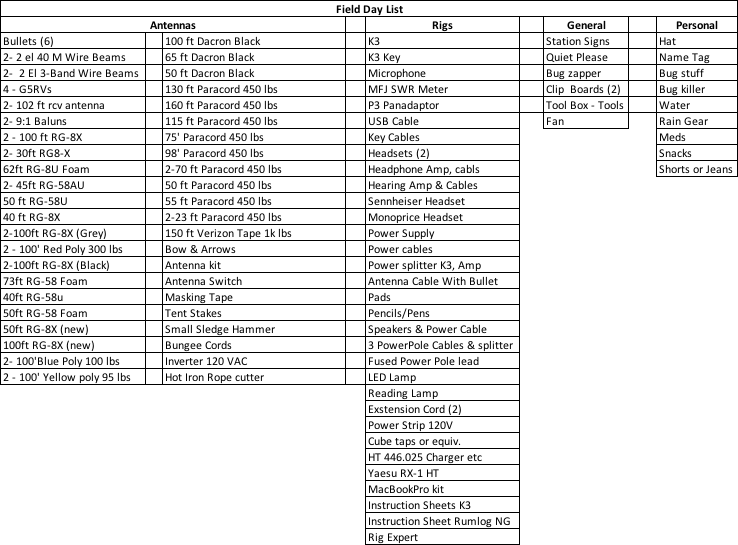 Field Day List
Antennas Rigs General Personal
Bullets (6) 100 ft Dacron Black K3 Station Signs Hat
2- 2 el 40 M Wire Beams 65 ft Dacron Black K3 Key Quiet Please Name Tag
2-  2 El 3-Band Wire Beams 50 ft Dacron Black Microphone Bug zapper Bug stuff
4 - G5RVs 130 ft Paracord 450 lbs MFJ SWR Meter Clip  Boards (2) Bug killer
2- 102 ft rcv antenna 160 ft Paracord 450 lbs P3 Panadaptor Tool Box - Tools Water
2- 9:1 Baluns 115 ft Paracord 450 lbs USB Cable Fan Rain Gear
2 - 100 ft RG-8X 75' Paracord 450 lbs Key Cables Meds
2- 30ft RG8-X 98' Paracord 450 lbs Headsets (2) Snacks
62ft RG-8U Foam 2-70 ft Paracord 450 lbs Headphone Amp, cabls Shorts or Jeans
2- 45ft RG-58AU 50 ft Paracord 450 lbs Hearing Amp & Cables
50 ft RG-58U 55 ft Paracord 450 lbs Sennheiser Headset
40 ft RG-8X 2-23 ft Paracord 450 lbs Monoprice Headset
2-100ft RG-8X (Grey) 150 ft Verizon Tape 1k lbs Power Supply
2 - 100' Red Poly 300 lbs Bow & Arrows Power cables
2-100ft RG-8X (Black) Antenna kit Power splitter K3, Amp
73ft RG-58 Foam Antenna Switch Antenna Cable With Bullet
40ft RG-58u Masking Tape Pads
50ft RG-58 Foam Tent Stakes Pencils/Pens
50ft RG-8X (new) Small Sledge Hammer Speakers & Power Cable
100ft RG-8X (new) Bungee Cords 3 PowerPole Cables & splitter
2- 100'Blue Poly 100 lbs Inverter 120 VAC Fused Power Pole lead
2 - 100' Yellow poly 95 lbs Hot Iron Rope cutter LED Lamp
Reading Lamp
Exstension Cord (2)
Power Strip 120V
Cube taps or equiv.
HT 446.025 Charger etc
Yaesu RX-1 HT
MacBookPro kit
Instruction Sheets K3
Instruction Sheet Rumlog NG
Rig Expert